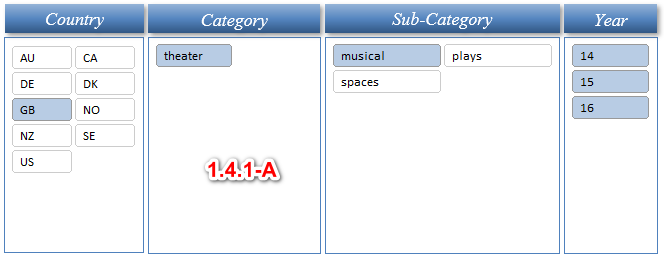 Country Category Sub-Category Year
AU CA theater musical plays 14
DE DK spaces 15
GB NO 16
NZ SE
US
1.4.1-A